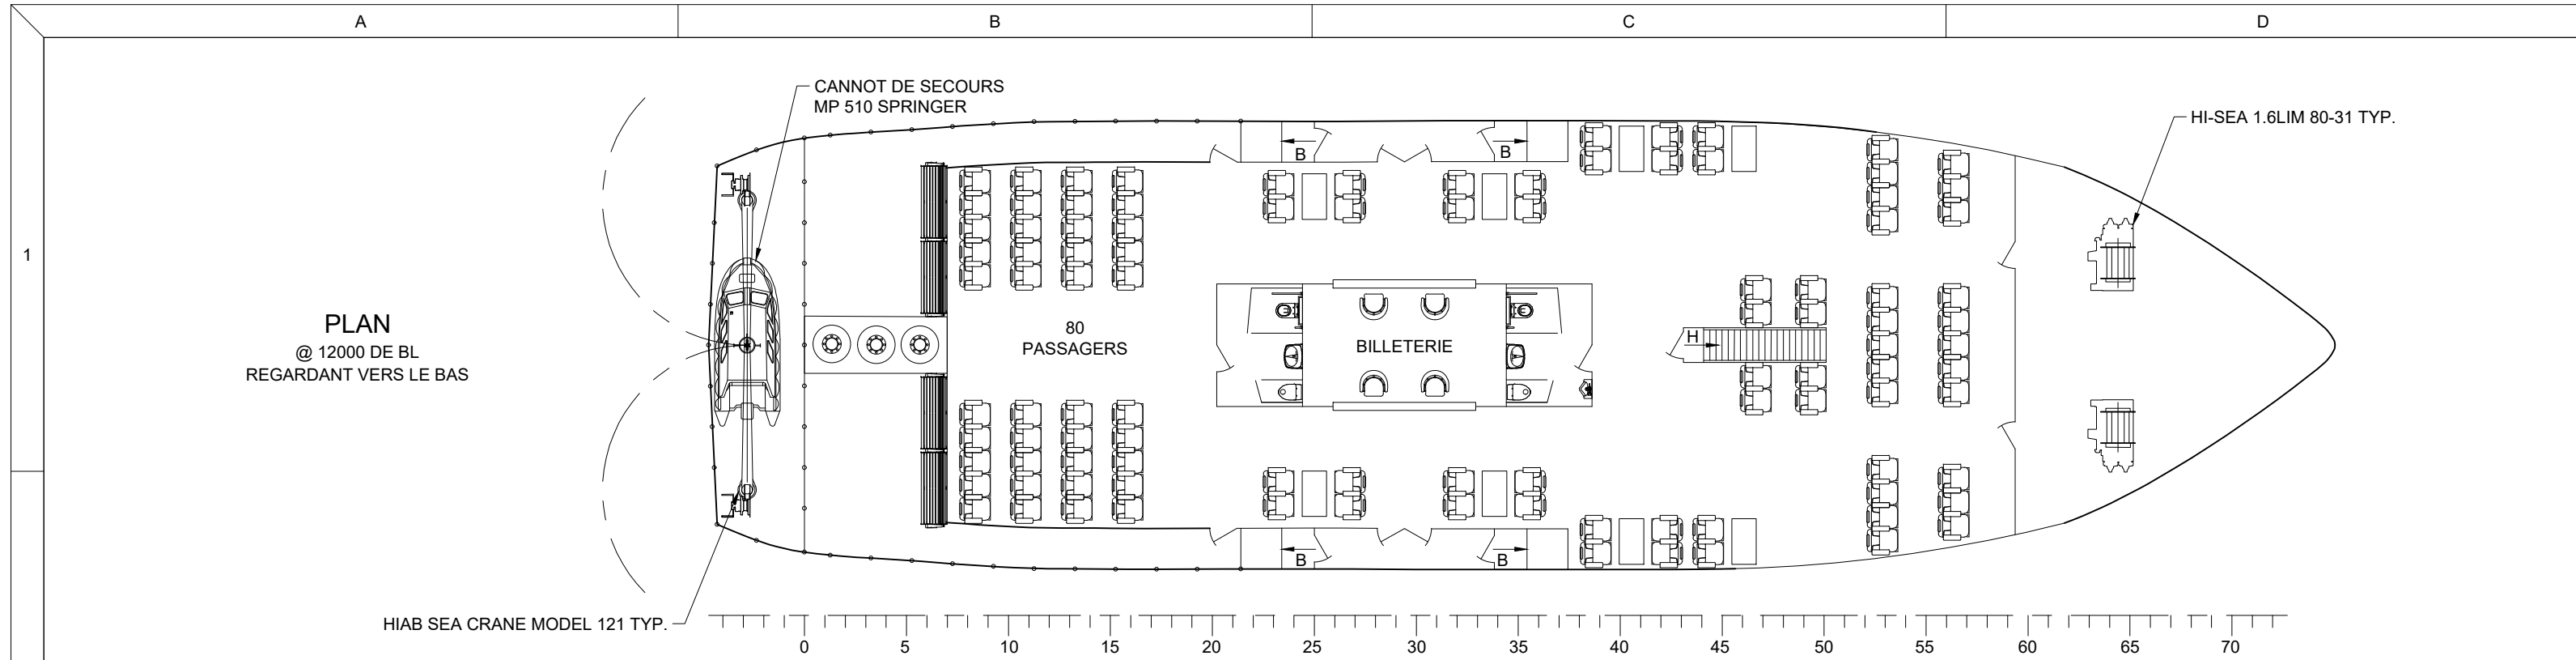 A
B
C
D
CANNOT DE SECOURS
MP 510 SPRINGER
HI-SEA 1.6LIM 80-31 TYP.
B
B
1
PLAN
@ 12000 DE BL
REGARDANT VERS LE BAS
80
PASSAGERS
BILLETERIE
H
B
B
HIAB SEA CRANE MODEL 121 TYP.
0
5
10
15
20
25
30
35
40
45
50
55
60
65
70